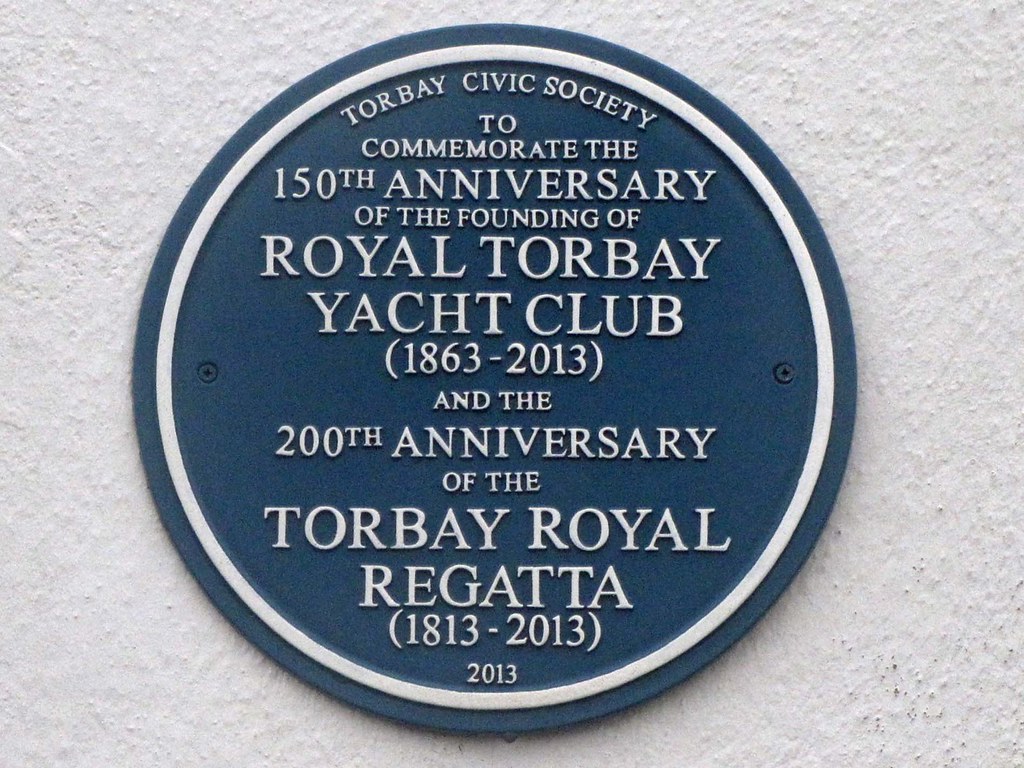 TORBAY CIVIC SOCIETY
TO
COMMEMORATE THE
150TH ANNIVERSARY
OF THE FOUNDING OF
ROYAL TORBAY
YACHT CLUB
(1863-2013)
AND THE
200TH ANNIVERSARY
OF THE
TORBAY ROYAL
REGATTA
(1813-2013)
2013